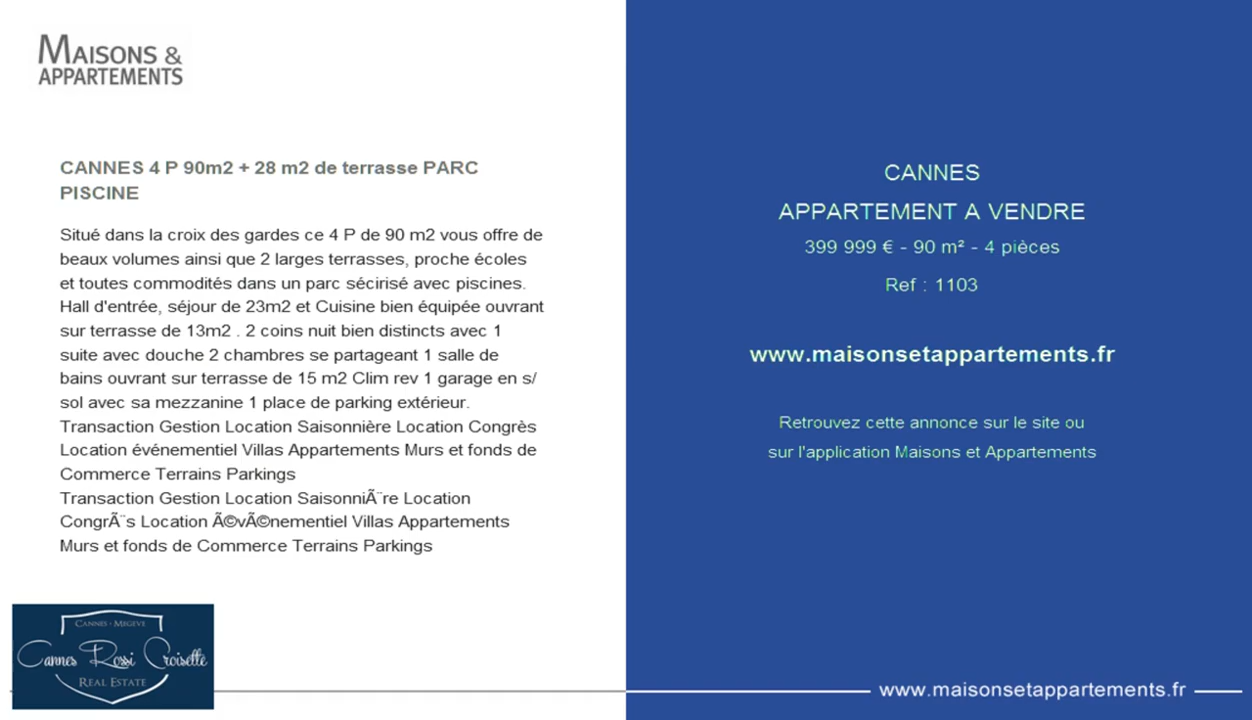 MAISONS &
APPARTEMENTS
CANNES 4 P 90m2 + 28 m2 de terrasse PARC
PISCINE
Situé dans la croix des gardes ce 4 P de 90 m2 vous offre de
beaux volumes ainsi que 2 larges terrasses, proche écoles
et toutes commodités dans un parc sécirisé avec piscines.
Hall d'entrée, séjour de 23m2 et Cuisine bien équipée ouvrant
sur terrasse de 13m2 . 2 coins nuit bien distincts avec 1
suite avec douche 2 chambres se partageant 1 salle de
bains ouvrant sur terrasse de 15 m2 Clim rev 1 garage en s/
sol avec sa mezzanine 1 place de parking extérieur.
Transaction Gestion Location Saisonnière Location Congrès
Location événementiel Villas Appartements Murs et fonds de
Commerce Terrains Parkings
Transaction Gestion Location SaisonniÃ¨re Location
CongrÃ¨s Location Ã©vÃ©nementiel Villas Appartements
Murs et fonds de Commerce Terrains Parkings
CANNES - MEGÈVE
Cannes Rossi Croisette
REAL ESTATE
CANNES
APPARTEMENT A VENDRE
399 999 € - 90 m² - 4 pièces
Ref : 1103
www.maisonsetappartements.fr
Retrouvez cette annonce sur le site ou
sur l'application Maisons et Appartements
www.maisonsetappartements.fr